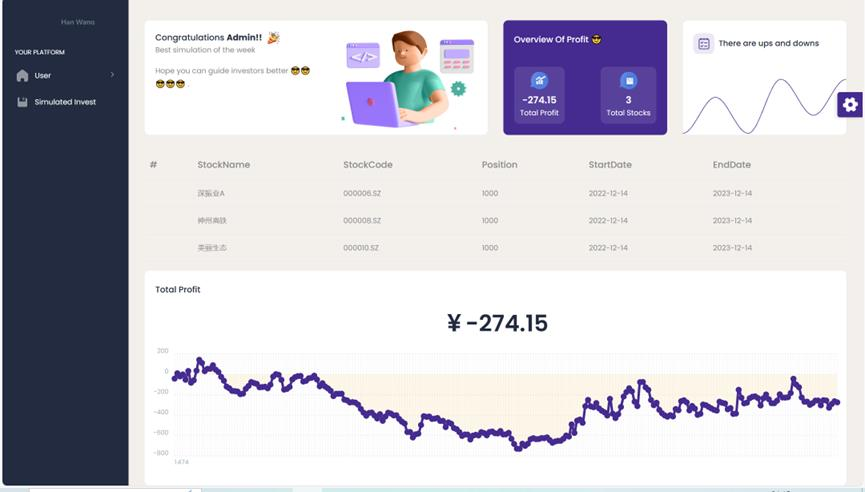 Han Wang
YOUR PLATFORM
User
Simulated Invest
Congratulations Admin!! 🎉
Best simulation of the week
Hope you can guide investors better 😎😎
😎😎😎 .
Overview Of Profit 😎
-274.15
Total Profit
3
Total Stocks
There are ups and downs
# StockName StockCode Position StartDate EndDate
深振业A 000006.SZ 1000 2022-12-14 2023-12-14
神州高铁 000008.SZ 1000 2022-12-14 2023-12-14
美丽生态 000010.SZ 1000 2022-12-14 2023-12-14
Total Profit
¥ -274.15
200
0
-200
-400
-600
-800
1474